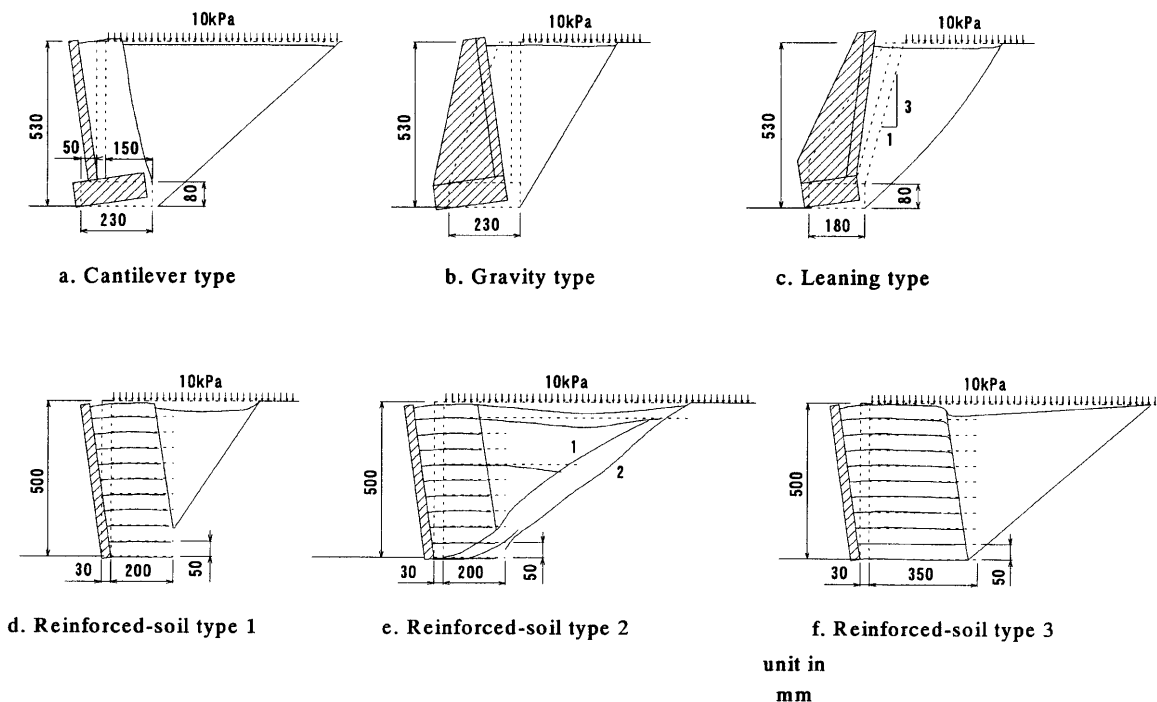 10kPa
530
50
150
80
230
a. Cantilever type
10kPa
530
230
b. Gravity type
10kPa
530
3
1
80
180
c. Leaning type
10kPa
500
30
200
50
d. Reinforced-soil type 1
10kPa
500
1
2
30
200
50
e. Reinforced-soil type 2
10kPa
500
30
350
50
f. Reinforced-soil type 3
unit in
mm